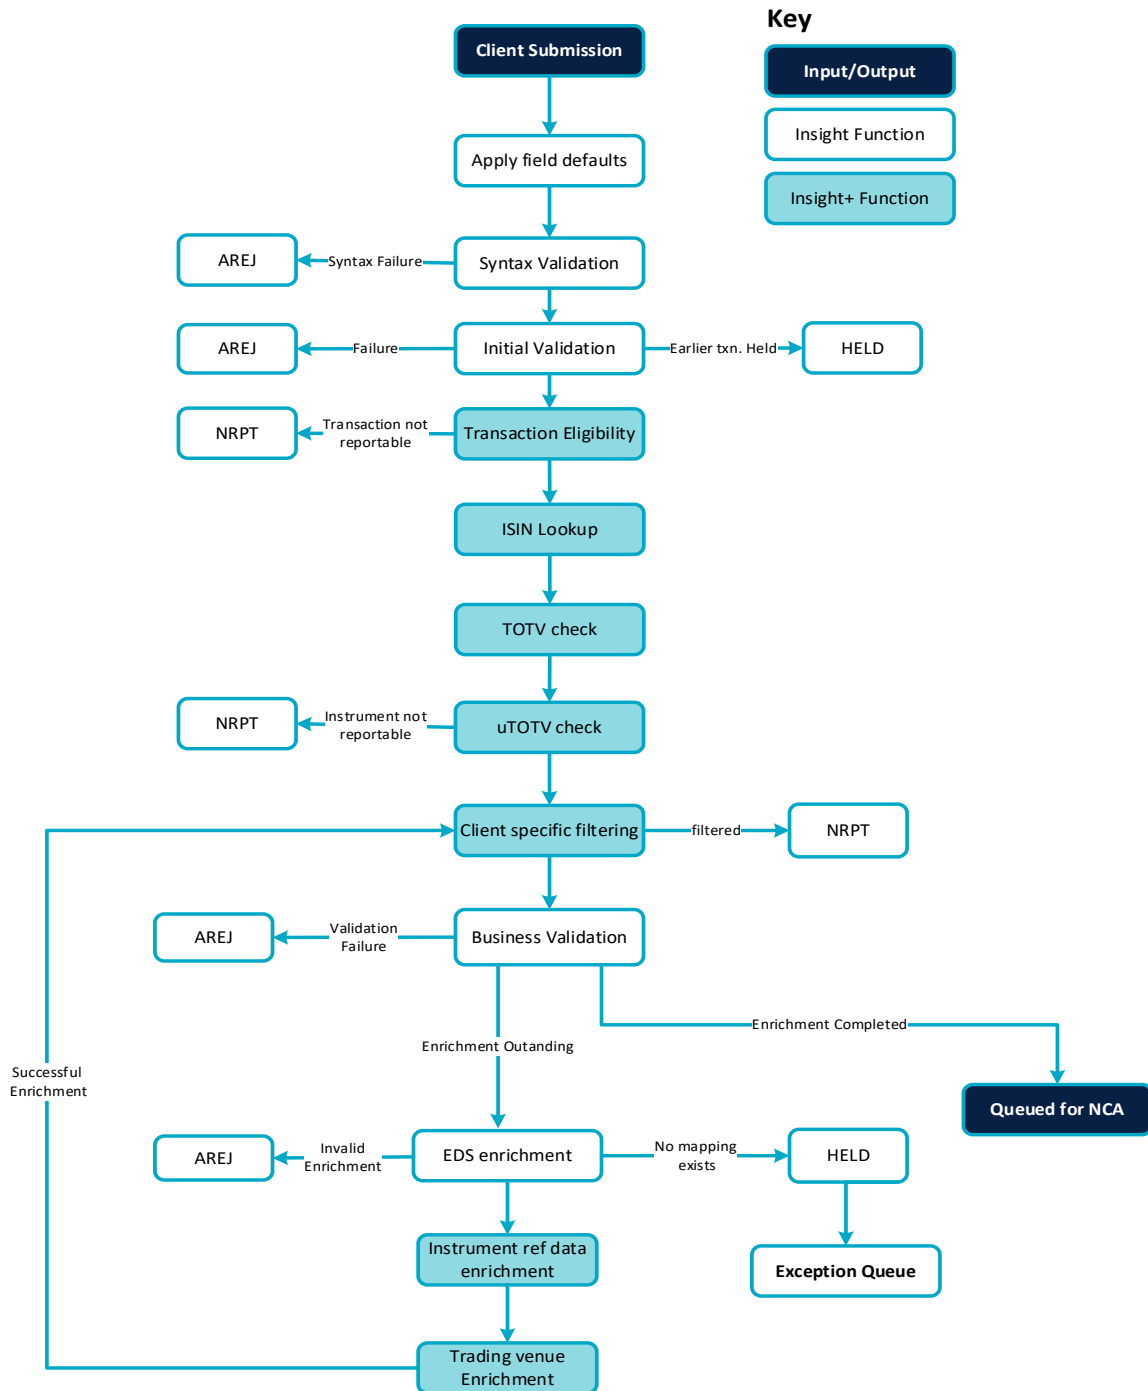 Key
Client Submission
Input/Output
Insight Function
Apply field defaults
Insight+ Function
AREJ
Syntax Failure
Syntax Validation
AREJ
Failure
Initial Validation
Earlier txn. Held
HELD
NRPT
Transaction not
reportable
Transaction Eligibility
ISIN Lookup
TOTV check
NRPT
Instrument not
reportable
uTOTV check
Client specific filtering
filtered
NRPT
AREJ
Validation
Failure
Business Validation
Enrichment Completed
Enrichment Outanding
Successful
Enrichment
Queued for NCA
AREJ
Invalid
Enrichment
EDS enrichment
No mapping
exists
HELD
Instrument ref data
enrichment
Exception Queue
Trading venue
Enrichment